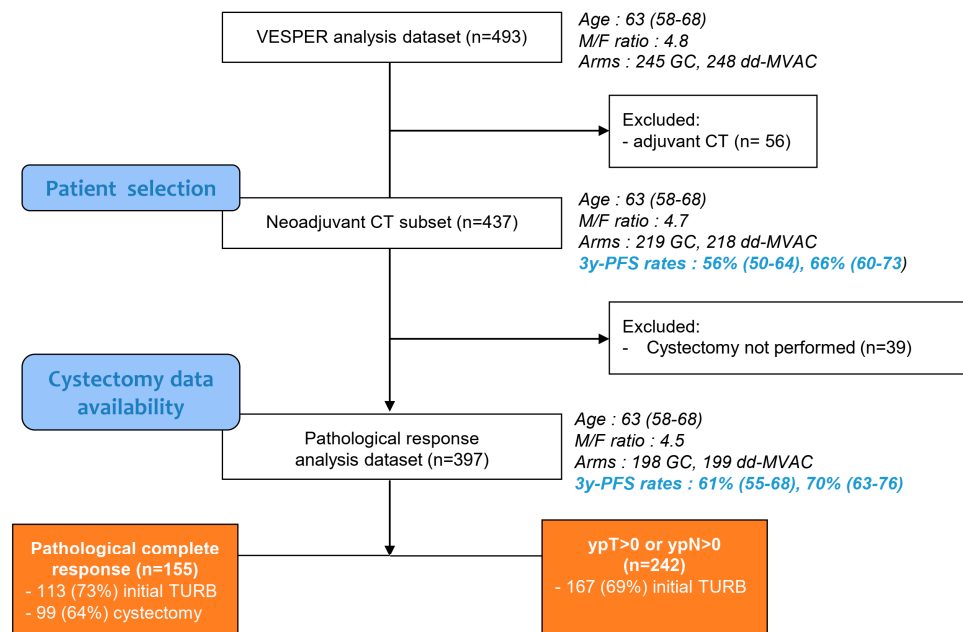 VESPER analysis dataset (n=493)
Age : 63 (58-68)
M/F ratio : 4.8
Arms : 245 GC, 248 dd-MVAC
Excluded:
- adjuvant CT (n= 56)
Patient selection
Neoadjuvant CT subset (n=437)
Age : 63 (58-68)
M/F ratio : 4.7
Arms : 219 GC, 218 dd-MVAC
3y-PFS rates : 56% (50-64), 66% (60-73)
Excluded:
- Cystectomy not performed (n=39)
Cystectomy data
availability
Pathological response
analysis dataset (n=397)
Age : 63 (58-68)
M/F ratio : 4.5
Arms : 198 GC, 199 dd-MVAC
3y-PFS rates : 61% (55-68), 70% (63-76)
Pathological complete
response (n=155)
- 113 (73%) initial TURB
- 99 (64%) cystectomy
ypT>0 or ypN>0
(n=242)
- 167 (69%) initial TURB